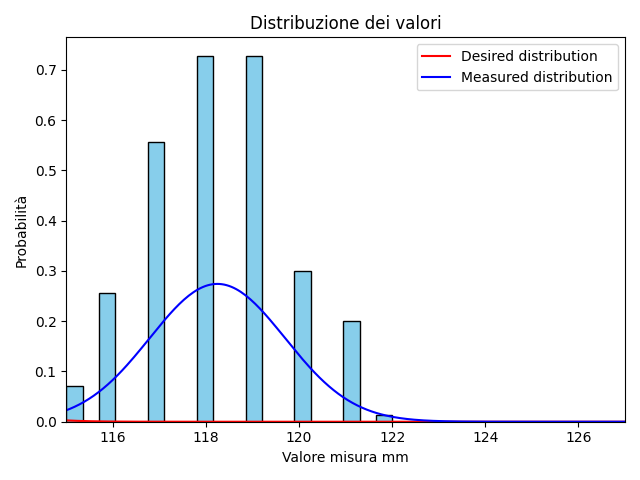 Distribuzione dei valori
Desired distribution
Measured distribution
Probabilità
0.7
0.6
0.5
0.4
0.3
0.2
0.1
0.0
116 118 120 122 124 126
Valore misura mm